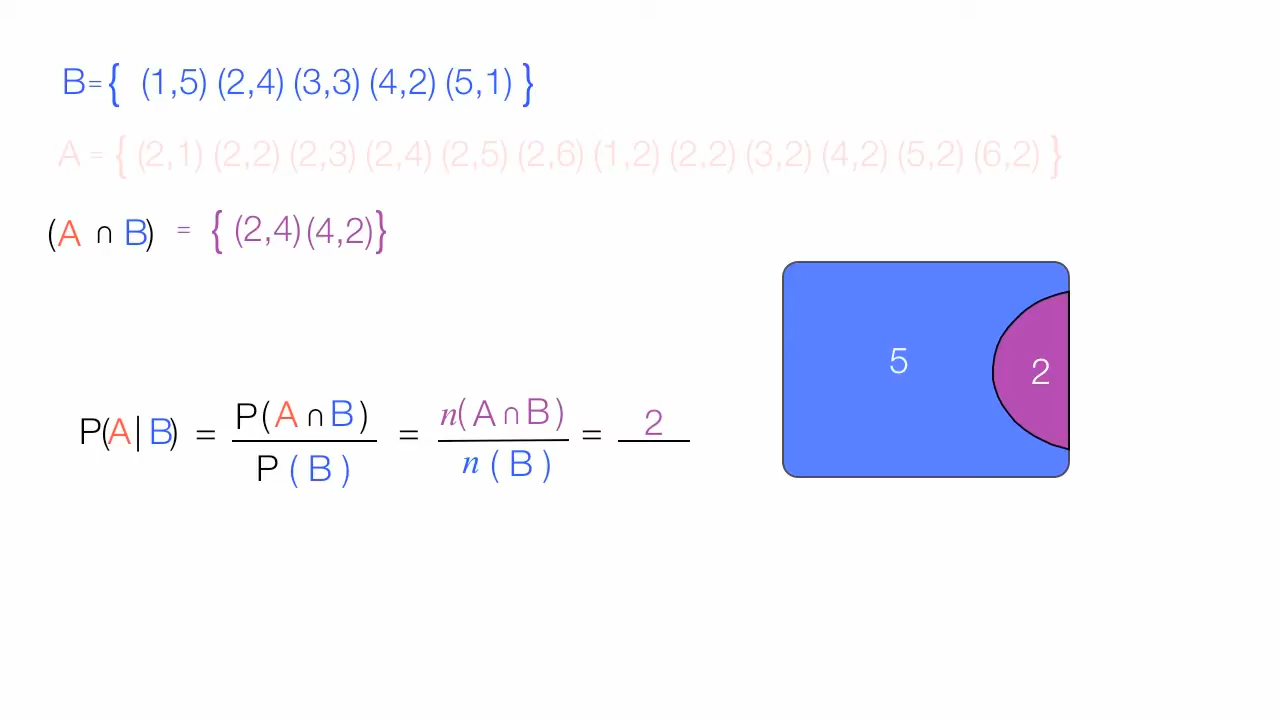 B={ (1,5) (2,4) (3,3) (4,2) (5,1) }
A = { (2,1) (2,2) (2,3) (2,4) (2,5) (2,6) (1,2) (2,2) (3,2) (4,2) (5,2) (6,2) }
(A ∩ B) = { (2,4) (4,2)}
5
2
P(A|B) = P(A∩B) / P(B) = n(A∩B) / n(B) = 2 /